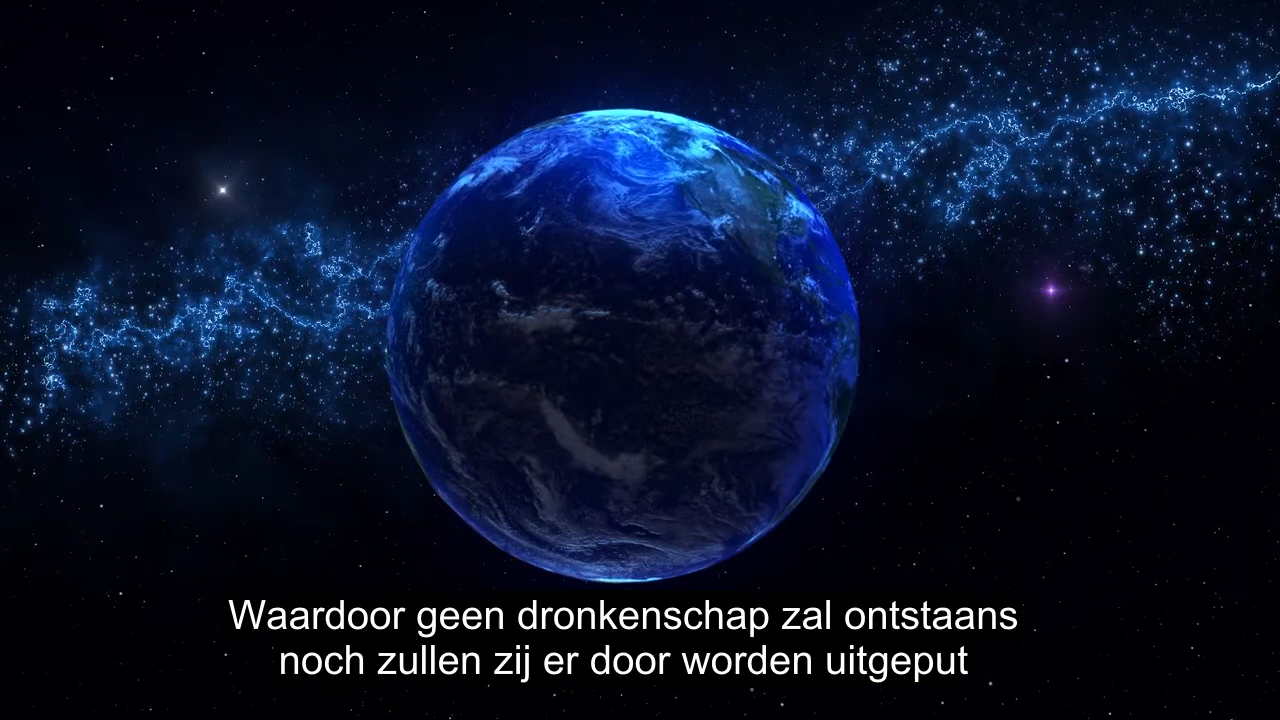 Waardoor geen dronkenschap zal ontstaans
noch zullen zij er door worden uitgeput